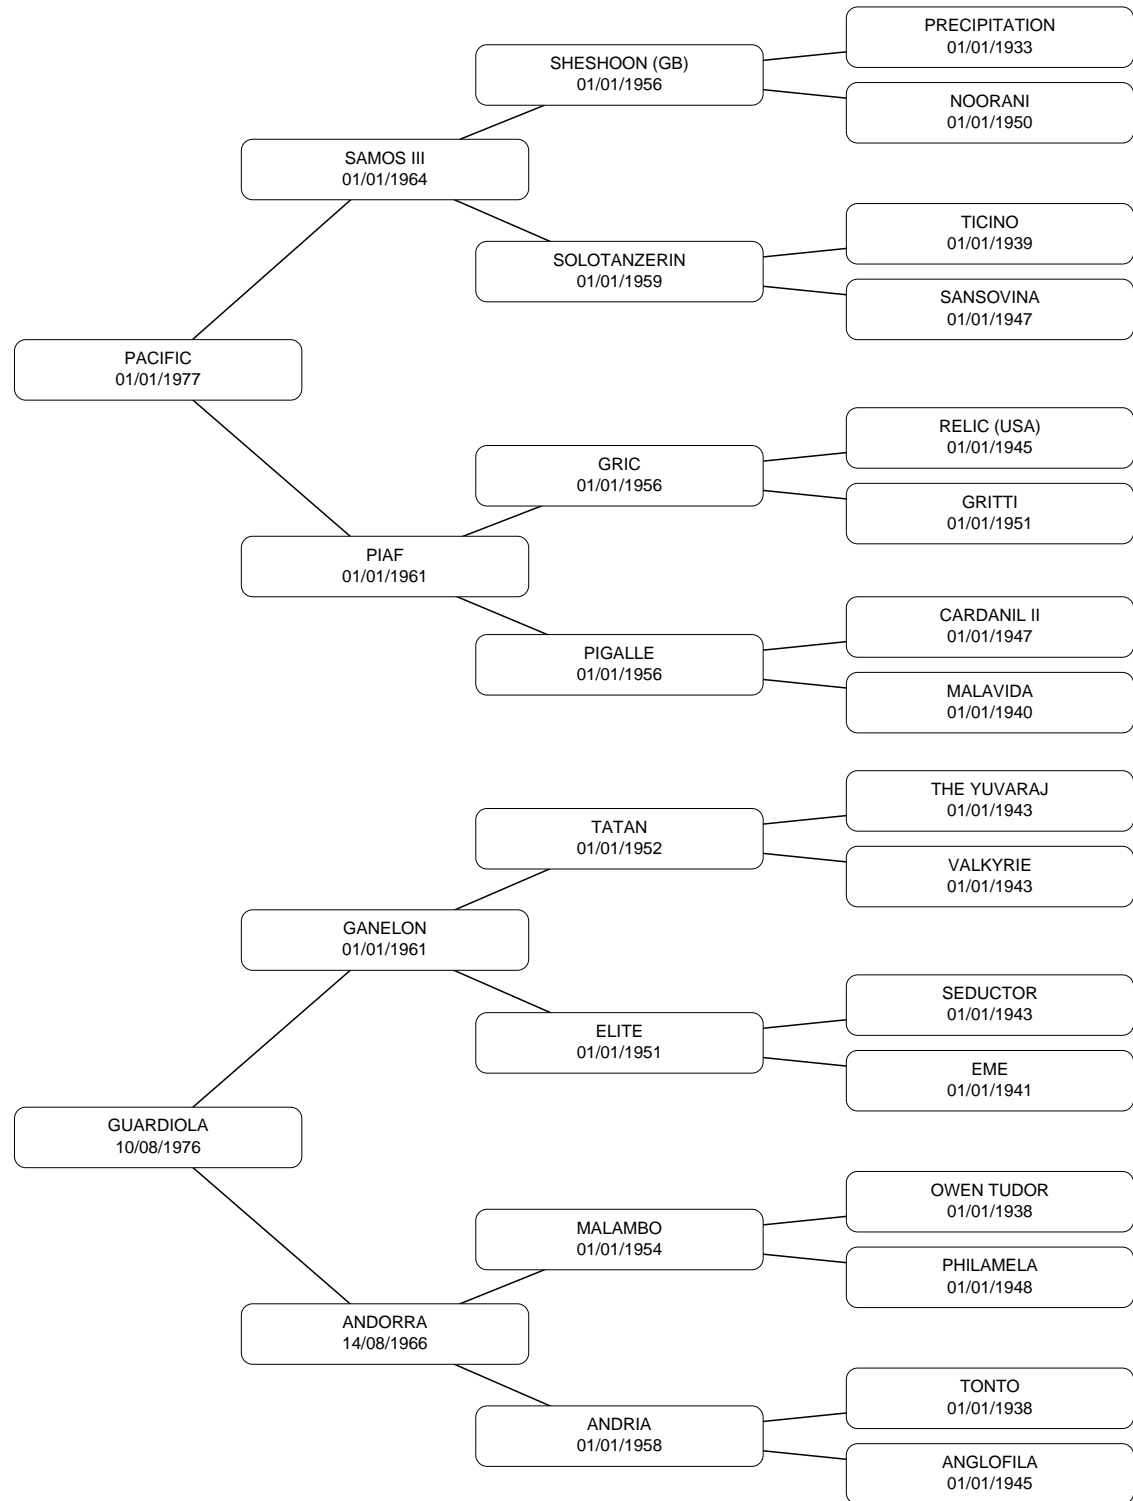 PRECIPITATION
01/01/1933
SHESHOON (GB)
01/01/1956
NOORANI
01/01/1950
SAMOS III
01/01/1964
TICINO
01/01/1939
SOLOTANZERIN
01/01/1959
SANSOVINA
01/01/1947
PACIFIC
01/01/1977
RELIC (USA)
01/01/1945
GRIC
01/01/1956
GRITTI
01/01/1951
PIAF
01/01/1961
CARDANIL II
01/01/1947
PIGALLE
01/01/1956
MALAVIDA
01/01/1940
THE YUVARAJ
01/01/1943
TATAN
01/01/1952
VALKYRIE
01/01/1943
GANELON
01/01/1961
SEDUCTOR
01/01/1943
ELITE
01/01/1951
EME
01/01/1941
GUARDIOLA
10/08/1976
OWEN TUDOR
01/01/1938
MALAMBO
01/01/1954
PHILAMELA
01/01/1948
ANDORRA
14/08/1966
TONTO
01/01/1938
ANDRIA
01/01/1958
ANGLOFILA
01/01/1945